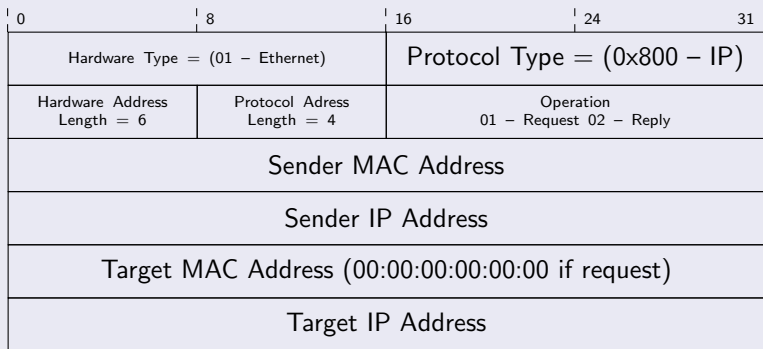 0 8 16 24 31
Hardware Type = (01 – Ethernet) Protocol Type = (0x800 – IP)
Hardware Address Protocol Adress Operation
Length = 6 Length = 4 01 – Request 02 – Reply
Sender MAC Address
Sender IP Address
Target MAC Address (00:00:00:00:00:00 if request)
Target IP Address